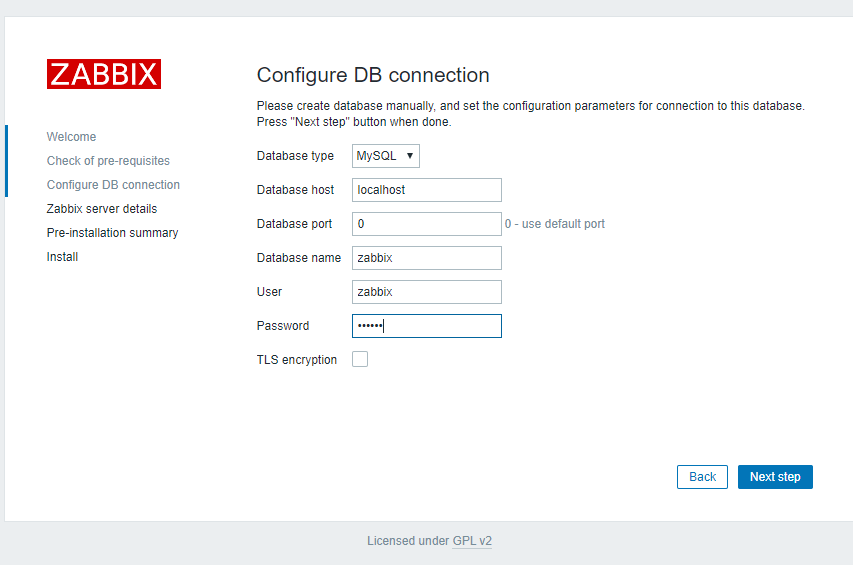 ZABBIX
Welcome
Check of pre-requisites
Configure DB connection
Zabbix server details
Pre-installation summary
Install
Configure DB connection
Please create database manually, and set the configuration parameters for connection to this database.
Press "Next step" button when done.
Database type MySQL ▼
Database host localhost
Database port 0 0 - use default port
Database name zabbix
User zabbix
Password ••••••
TLS encryption
Back Next step
Licensed under GPL v2